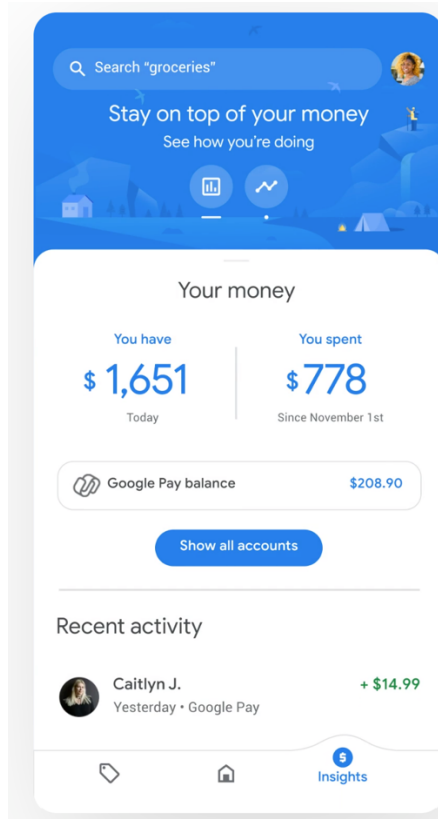 Search “groceries”
Stay on top of your money
See how you’re doing
Your money
You have
You spent
$ 1,651
$778
Today
Since November 1st
Google Pay balance
$208.90
Show all accounts
Recent activity
Caitlyn J.
+ $14.99
Yesterday • Google Pay
$
Insights